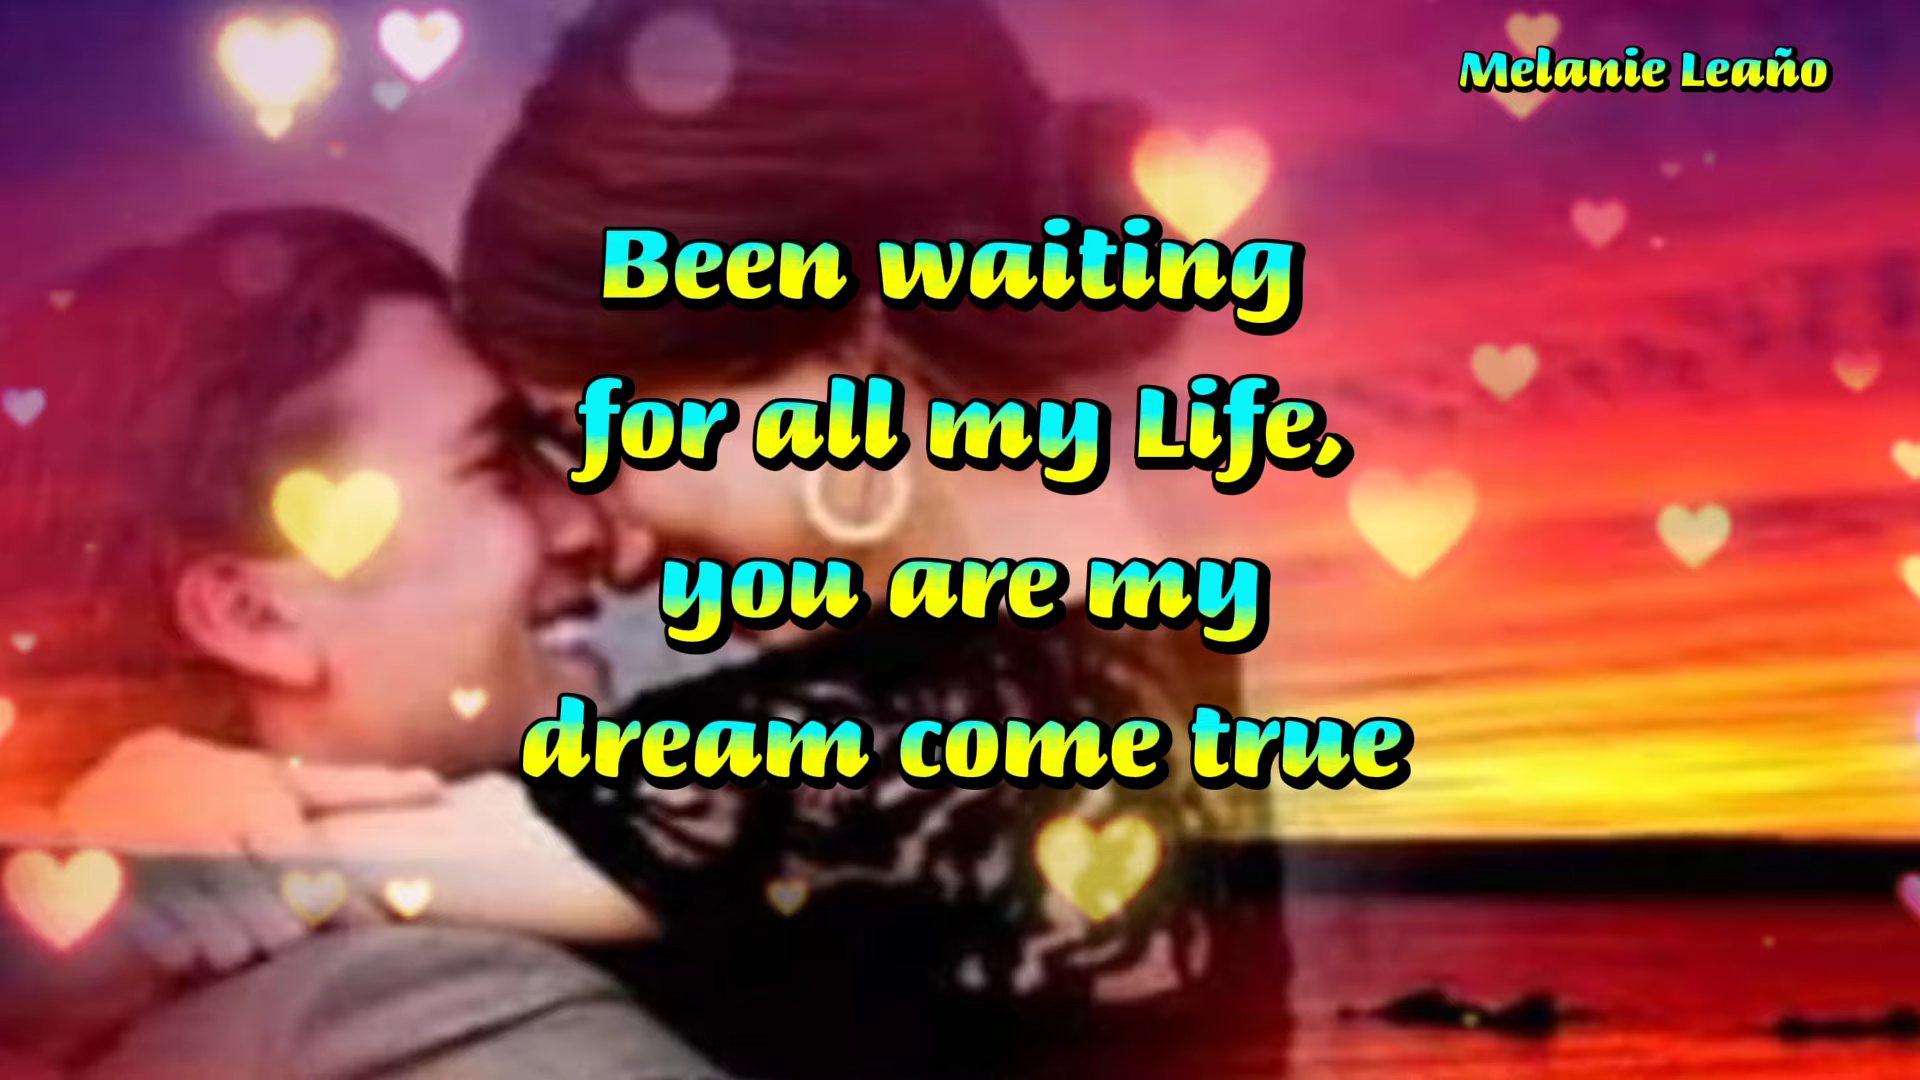 Melanie Leaño
Been waiting
for all my Life,
you are my
dream come true